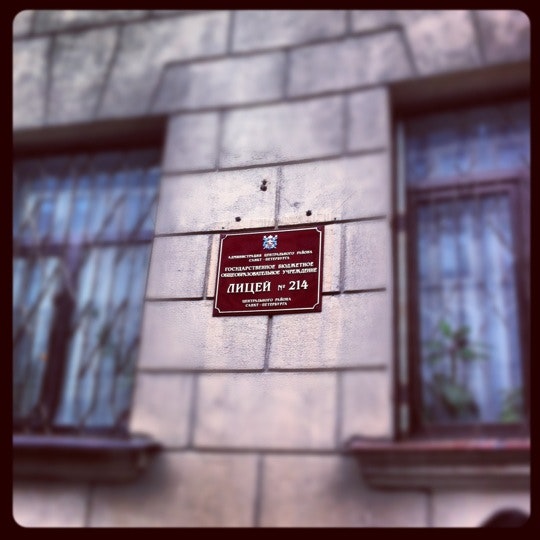 АДМИНИСТРАЦИЯ ЦЕНТРАЛЬНОГО РАЙОНА
САНКТ-ПЕТЕРБУРГА
ГОСУДАРСТВЕННОЕ БЮДЖЕТНОЕ
ОБЩЕОБРАЗОВАТЕЛЬНОЕ УЧРЕЖДЕНИЕ
ЛИЦЕЙ № 214
ЦЕНТРАЛЬНОГО РАЙОНА
САНКТ-ПЕТЕРБУРГА